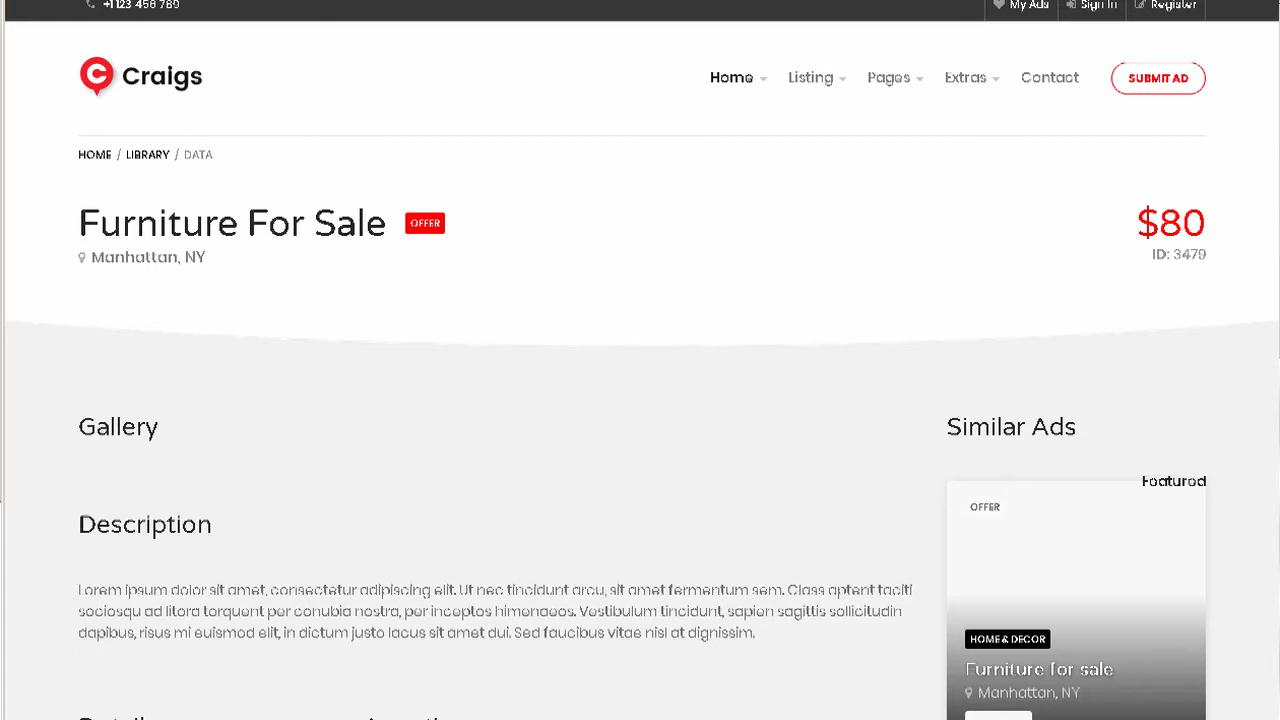 +1 123 456 789
My Ads Sign In Register
Craigs
Home Listing Pages Extras Contact SUBMIT AD
HOME / LIBRARY / DATA
Furniture For Sale OFFER
$80
Manhattan, NY
ID: 3479
Gallery
Similar Ads
Featured
OFFER
Description
Lorem ipsum dolor sit amet, consectetur adipiscing elit. Ut nec tincidunt arcu, sit amet fermentum sem. Class aptent taciti
sociosqu ad litora torquent per conubia nostra, per inceptos himenaeos. Vestibulum tincidunt, sapien sagittis sollicitudin
dapibus, risus mi euismod elit, in dictum justo lacus sit amet dui. Sed faucibus vitae nisl at dignissim.
HOME & DECOR
Furniture for sale
Manhattan, NY